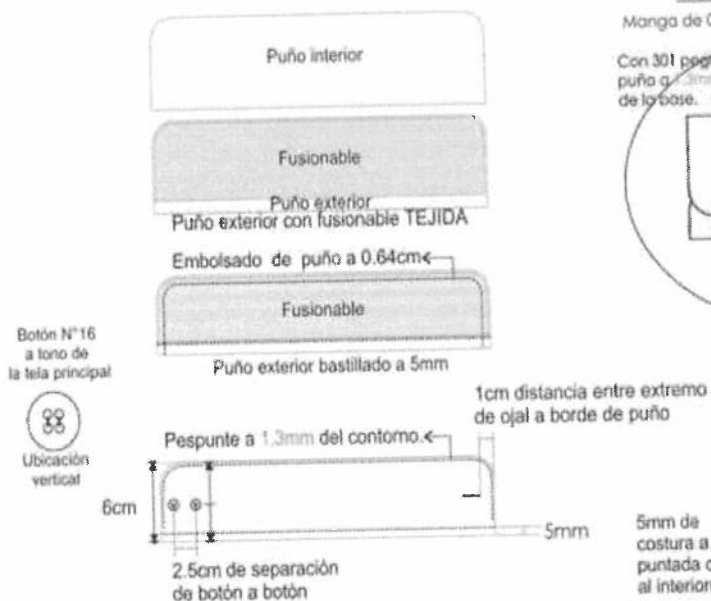 Puño interior
Fusionable
Puño exterior
Puño exterior con fusionable TEJIDA
Embolsado de puño a 0.64cm
Fusionable
Puño exterior bastillado a 5mm
Botón N°16
a tono de
la tela principal
Ubicación
vertical
Pespunte a 1.3mm del contorno.
1cm distancia entre extremo
de ojal a borde de puño
6cm
5mm
2.5cm de separación
de botón a botón
Manga de
Con 301
puño a 1.3mm
de la base.
5mm de
costura a
puntada
al interior